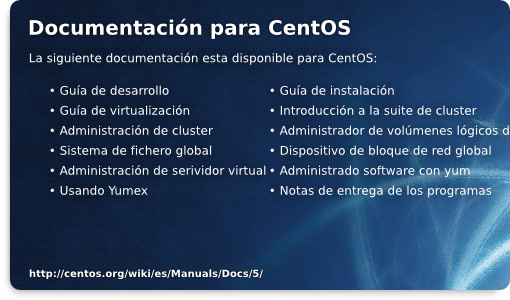 Documentación para CentOS
La siguiente documentación esta disponible para CentOS:
• Guía de desarrollo
• Guía de virtualización
• Administración de cluster
• Sistema de fichero global
• Administración de serividor virtual
• Usando Yumex
• Guía de instalación
• Introducción a la suite de cluster
• Administrador de volúmenes lógicos d
• Dispositivo de bloque de red global
• Administrado software con yum
• Notas de entrega de los programas
http://centos.org/wiki/es/Manuals/Docs/5/